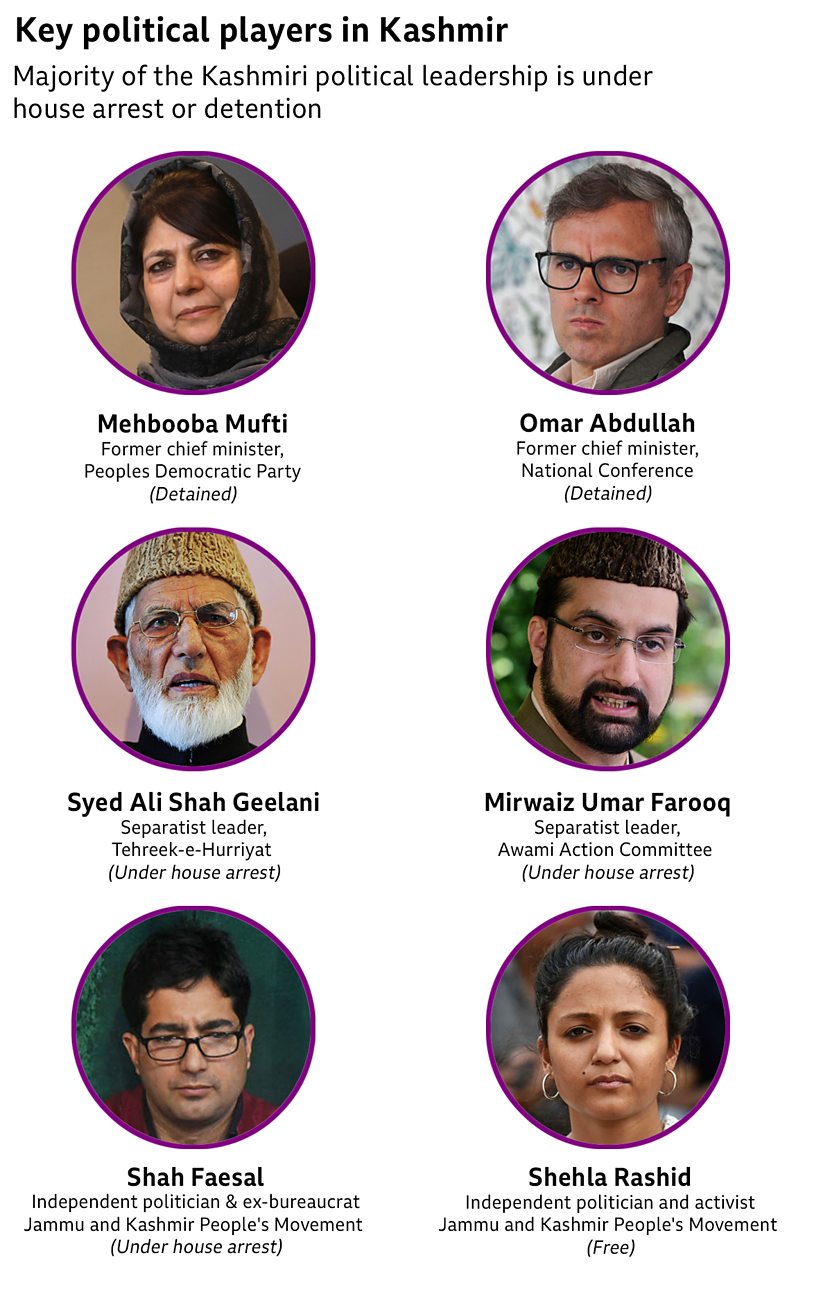 Key political players in Kashmir
Majority of the Kashmiri political leadership is under
house arrest or detention
Mehbooba Mufti
Former chief minister,
Peoples Democratic Party
(Detained)
Omar Abdullah
Former chief minister,
National Conference
(Detained)
Syed Ali Shah Geelani
Separatist leader,
Tehreek-e-Hurriyat
(Under house arrest)
Mirwaiz Umar Farooq
Separatist leader,
Awami Action Committee
(Under house arrest)
Shah Faesal
Independent politician & ex-bureaucrat
Jammu and Kashmir People's Movement
(Under house arrest)
Shehla Rashid
Independent politician and activist
Jammu and Kashmir People's Movement
(Free)